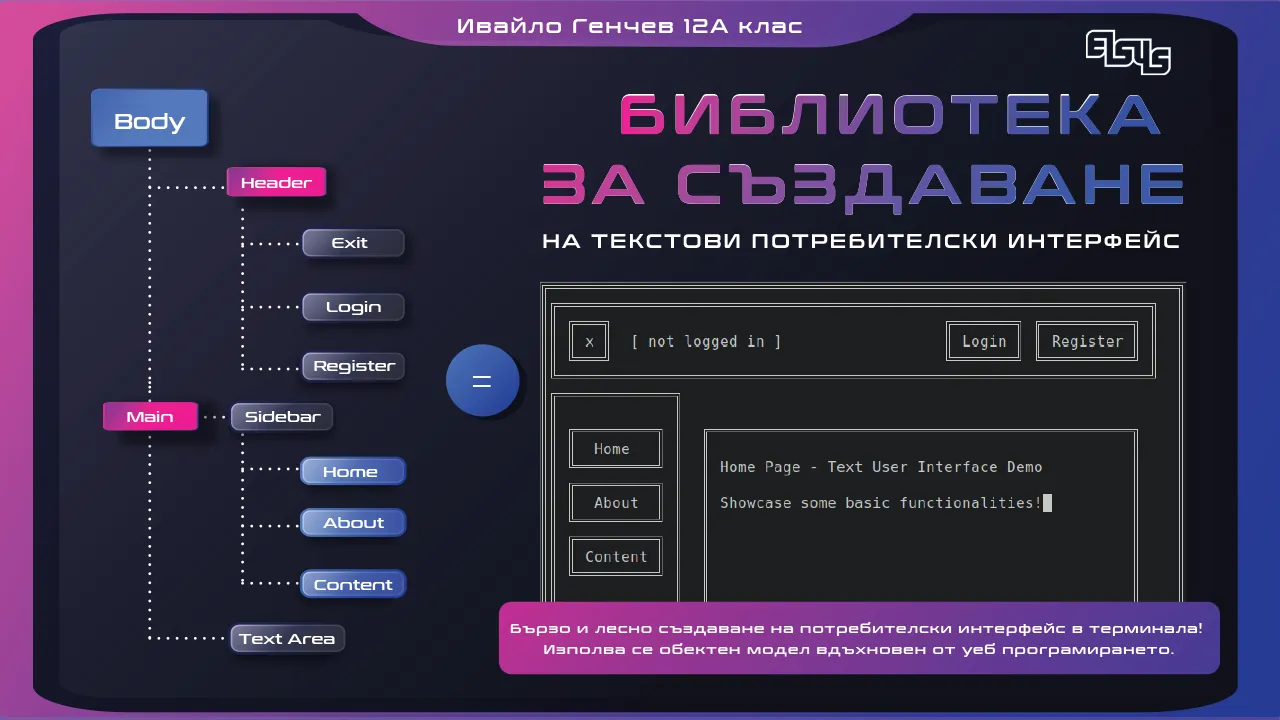 Ивайло Генчев 12А клас
ELSYS
БИБЛИОТЕКА
ЗА СЪЗДАВАНЕ
НА ТЕКСТОВИ ПОТРЕБИТЕЛСКИ ИНТЕРФЕЙС
Body
Header
Exit
Login
Register
Main
Sidebar
Home
About
Content
Text Area
=
x [ not logged in ] Login Register
Home
About
Content
Home Page - Text User Interface Demo
Showcase some basic functionalities!
Бързо и лесно създаване на потребителски интерфейс в терминала!
Използва се обектен модел вдъхновен от уеб програмирането.